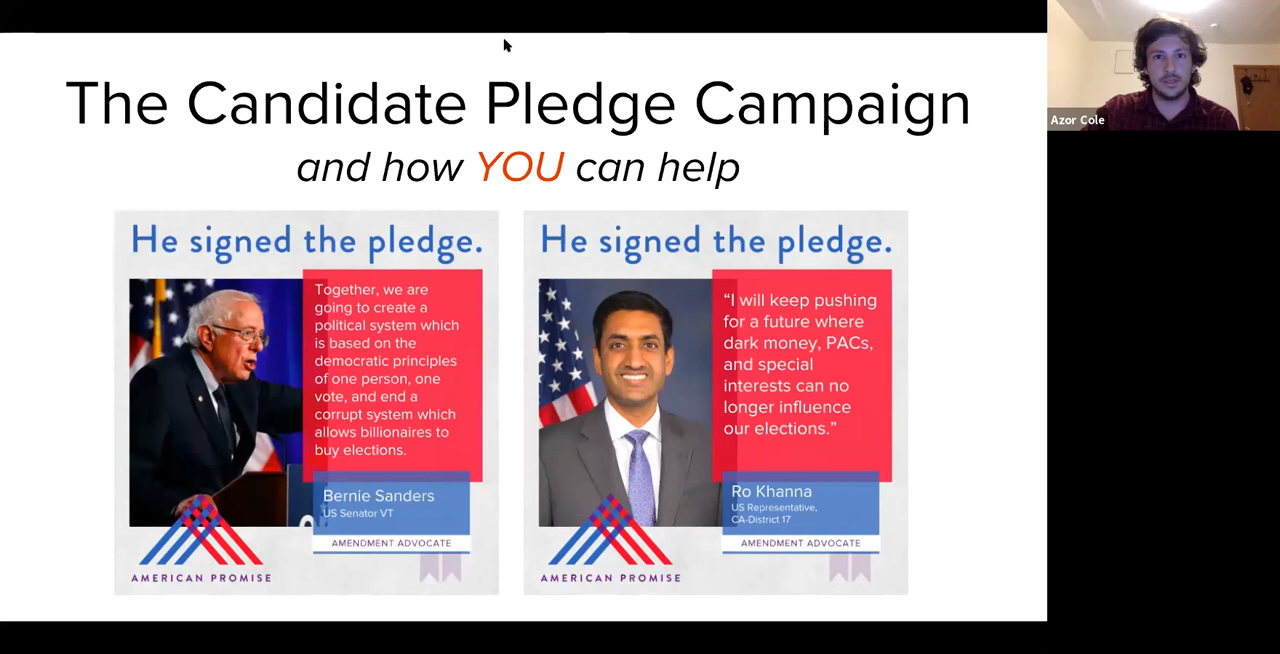 The Candidate Pledge Campaign
and how YOU can help
He signed the pledge.
Together, we are
going to create a
political system which
is based on the
democratic principles
of one person, one
vote, and end a
corrupt system which
allows billionaires to
buy elections.
Bernie Sanders
US Senator VT
AMENDMENT ADVOCATE
AMERICAN PROMISE
He signed the pledge.
“I will keep pushing
for a future where
dark money, PACs,
and special
interests can no
longer influence
our elections.”
Ro Khanna
US Representative,
CA-District 17
AMENDMENT ADVOCATE
AMERICAN PROMISE
Azor Cole